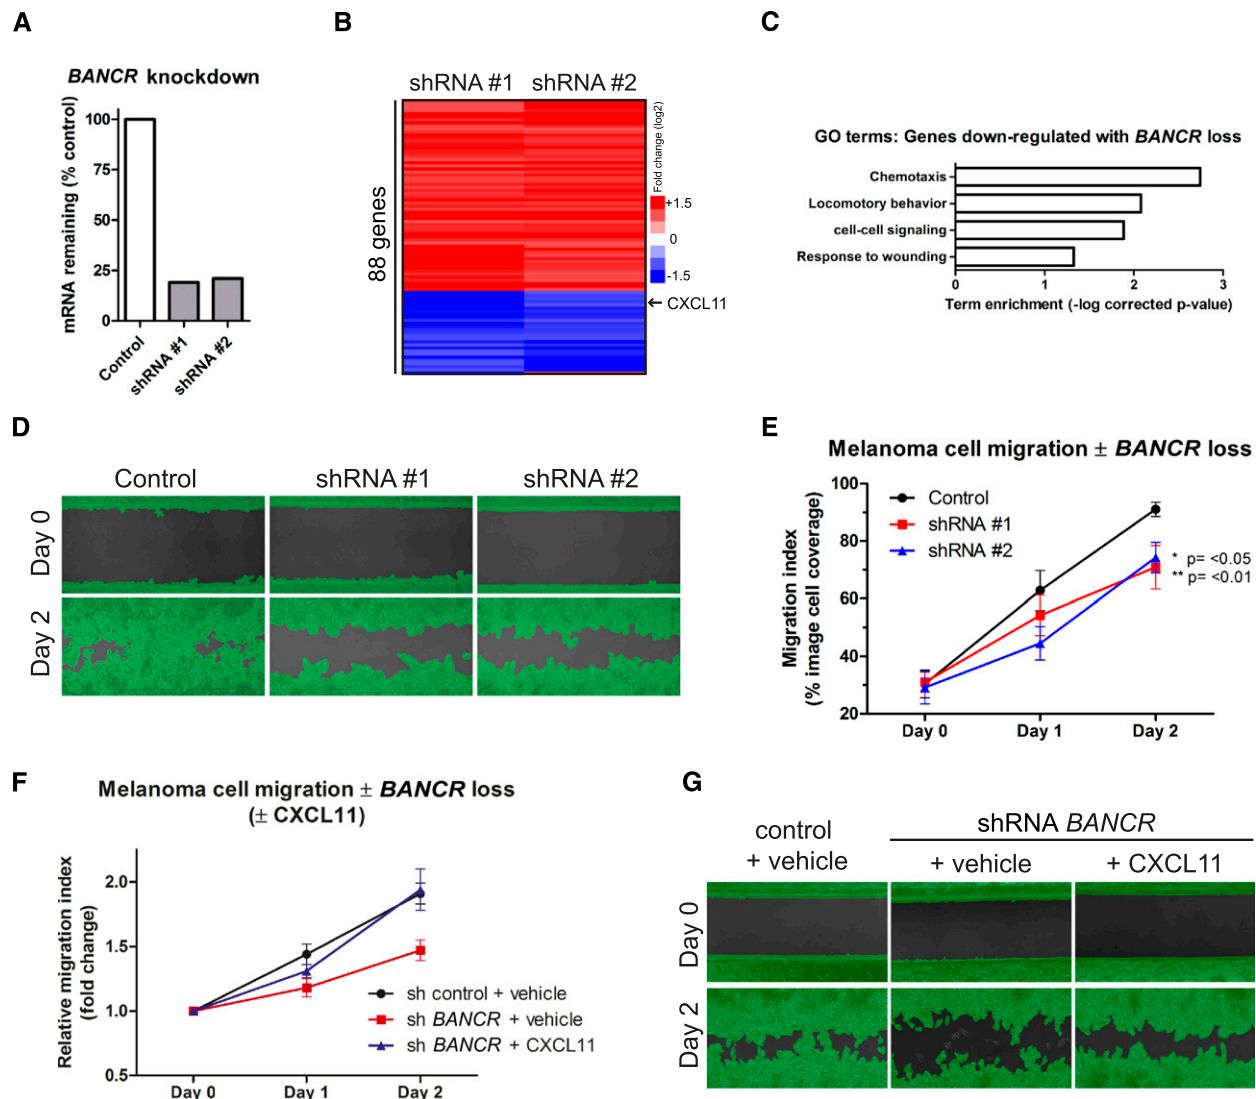 A
BANCR knockdown
mRNA remaining (% control)
100
75
50
25
0
Control
shRNA #1
shRNA #2
B
shRNA #1
shRNA #2
88 genes
Fold change (log2)
+1.5
0
-1.5
← CXCL11
C
GO terms: Genes down-regulated with BANCR loss
Chemotaxis
Locomotory behavior
cell-cell signaling
Response to wounding
0
1
2
3
Term enrichment (-log corrected p-value)
D
Control
shRNA #1
shRNA #2
Day 0
Day 2
E
Melanoma cell migration ± BANCR loss
Migration index
(% image cell coverage)
100
80
60
40
20
Control
shRNA #1
shRNA #2
* p= <0.05
** p= <0.01
Day 0
Day 1
Day 2
F
Melanoma cell migration ± BANCR loss
(± CXCL11)
Relative migration index
(fold change)
2.0
1.5
1.0
0.5
sh control + vehicle
sh BANCR + vehicle
sh BANCR + CXCL11
Day 0
Day 1
Day 2
G
control
+ vehicle
shRNA BANCR
+ vehicle
+ CXCL11
Day 0
Day 2